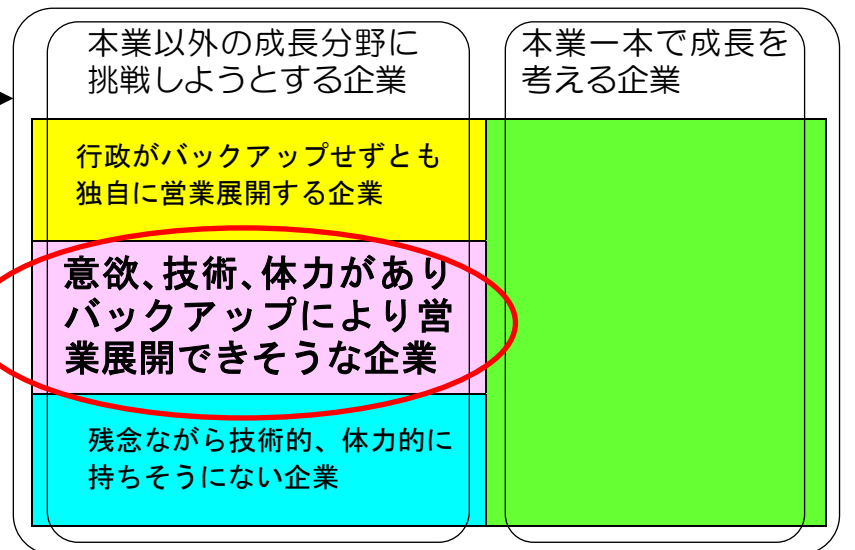 本業以外の成長分野に
挑戦しようとする企業
本業一本で成長を
考える企業
行政がバックアップせずとも
独自に営業展開する企業
意欲、技術、体力があり
バックアップにより営
業展開できそうな企業
残念ながら技術的、体力的に
持ちそうにない企業